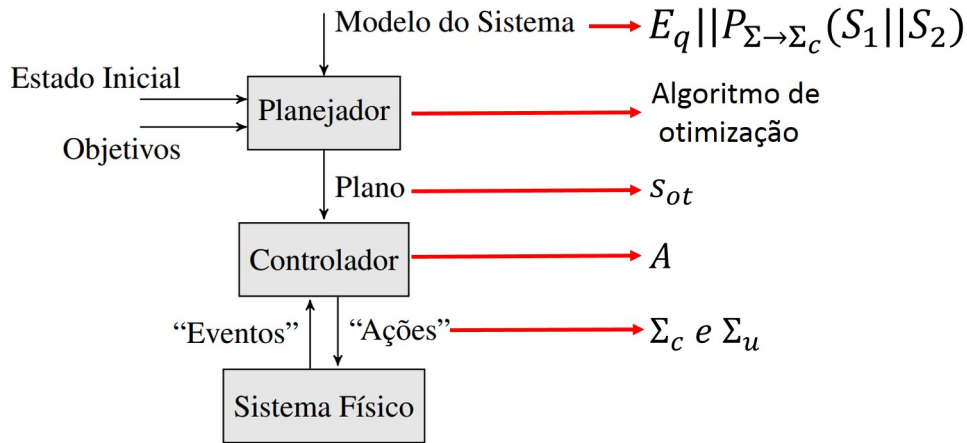 Modelo do Sistema
E_q||P_{Σ→Σ_c}(S_1||S_2)
Estado Inicial
Planejador
Algoritmo de
otimização
Objetivos
Plano
s_{ot}
Controlador
A
“Eventos”
“Ações”
Σ_c e Σ_u
Sistema Físico